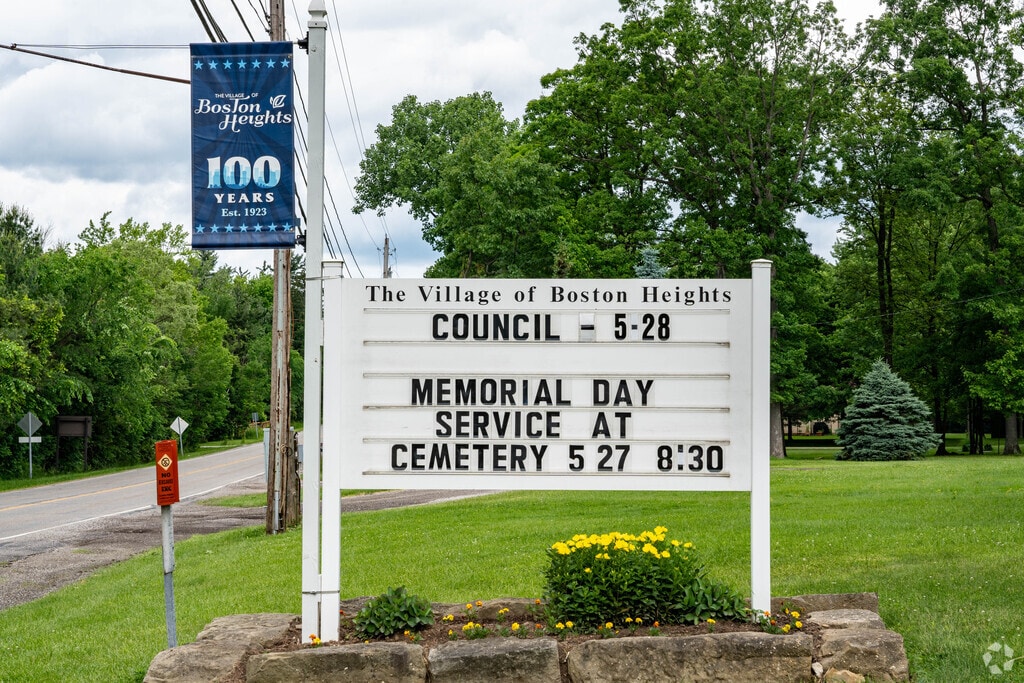 THE VILLAGE OF
Boston
Heights
100
YEARS
Est. 1923
The Village of Boston Heights
COUNCIL - 5-28
MEMORIAL DAY
SERVICE AT
CEMETERY 5 27 8:30